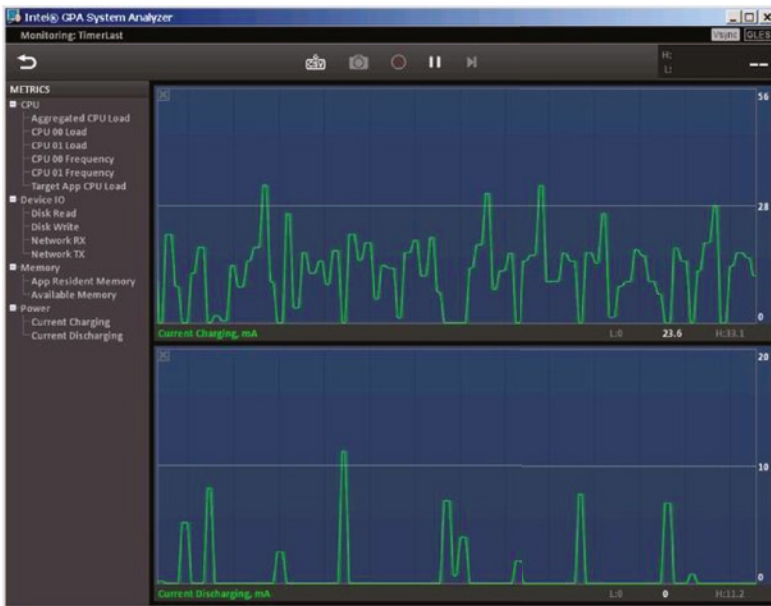 Intel® GPA System Analyzer
Monitoring: TimerLast
Vsync GLES
H:
L: --
METRICS
CPU
Aggregated CPU Load
CPU 00 Load
CPU 01 Load
CPU 00 Frequency
CPU 01 Frequency
Target App CPU Load
Device IO
Disk Read
Disk Write
Network RX
Network TX
Memory
App Resident Memory
Available Memory
Power
Current Charging
Current Discharging
56
28
0
Current Charging, mA L:0 23.6 H:33.1
20
10
0
Current Discharging, mA L:0 0 H:11.2